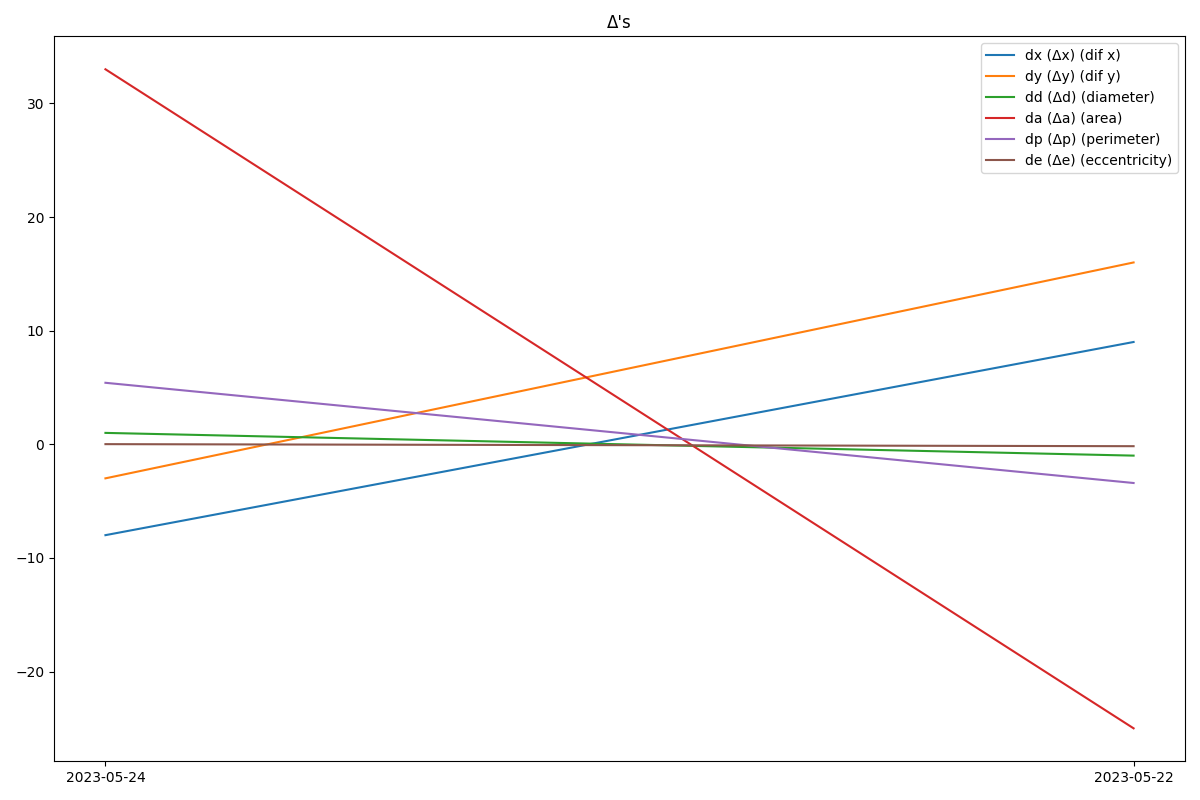 Δ's
dx (Δx) (dif x)
dy (Δy) (dif y)
dd (Δd) (diameter)
da (Δa) (area)
dp (Δp) (perimeter)
de (Δe) (eccentricity)
30
20
10
0
−10
−20
2023-05-24 2023-05-22